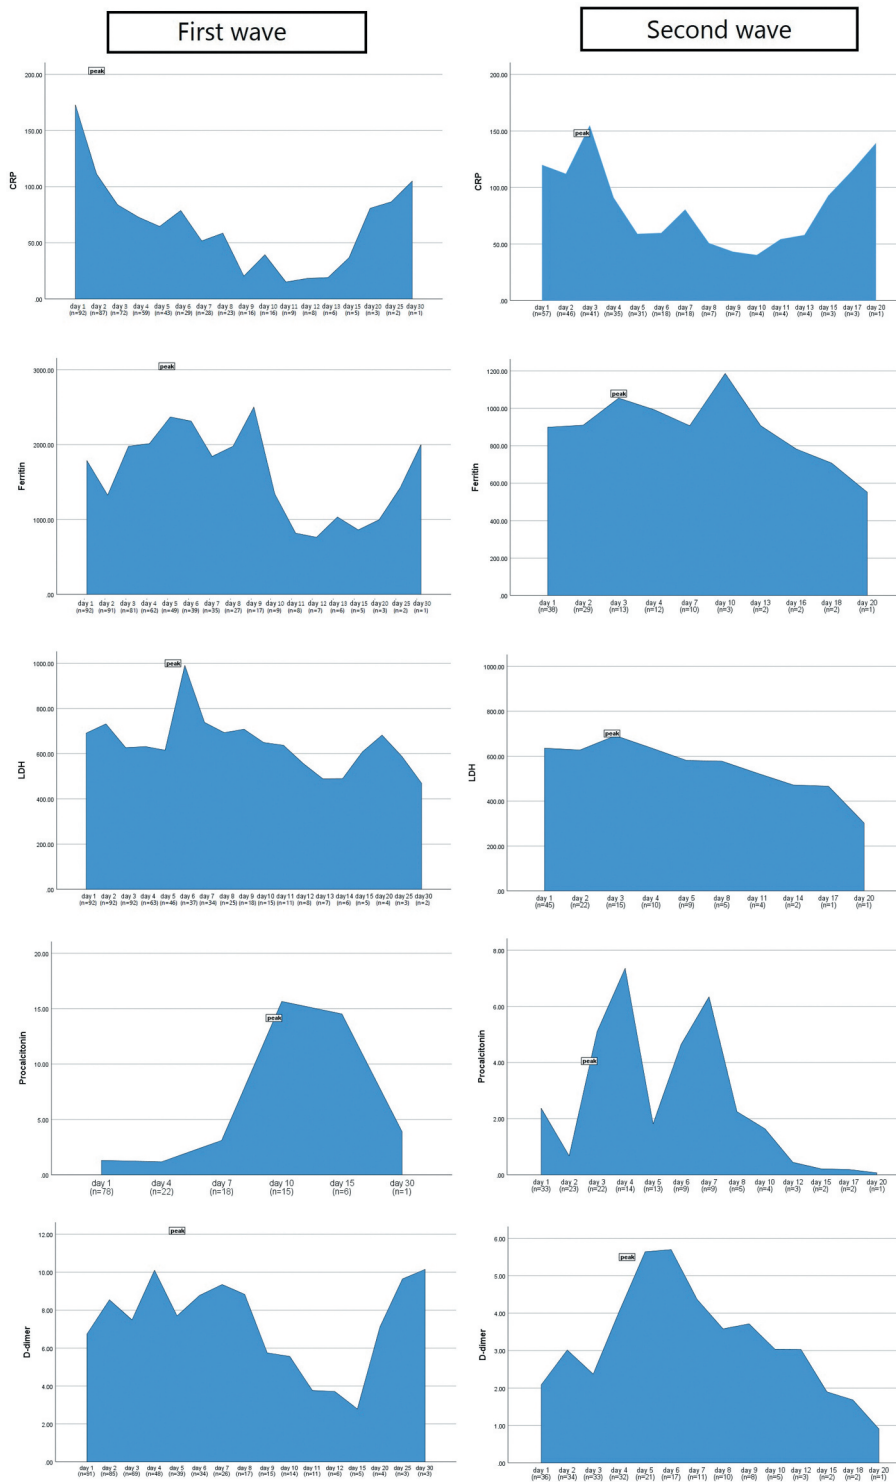 First wave
Second wave
peak
200.00
150.00
100.00
50.00
.00
CRP
day 1 day 2 day 3 day 4 day 5 day 6 day 7 day 8 day 9 day 10 day 11 day 12 day 13 day 15 day 20 day 25 day 30
(n=92) (n=87) (n=72) (n=59) (n=43) (n=29) (n=28) (n=23) (n=16) (n=16) (n=9) (n=8) (n=6) (n=5) (n=3) (n=2) (n=1)
200.00
peak
150.00
100.00
50.00
.00
CRP
day 1 day 2 day 3 day 4 day 5 day 6 day 7 day 8 day 9 day 10 day 11 day 13 day 15 day 17 day 20
(n=57) (n=46) (n=41) (n=35) (n=31) (n=18) (n=18) (n=7) (n=7) (n=4) (n=4) (n=4) (n=3) (n=3) (n=1)
peak
3000.00
2000.00
1000.00
.00
Ferritin
day 1 day 2 day 3 day 4 day 5 day 6 day 7 day 8 day 9 day 10 day 11 day 12 day 13 day 15 day 20 day 25 day 30
(n=92) (n=91) (n=81) (n=62) (n=49) (n=39) (n=35) (n=27) (n=17) (n=9) (n=8) (n=7) (n=6) (n=5) (n=3) (n=2) (n=1)
1200.00
peak
1000.00
800.00
600.00
400.00
200.00
.00
Ferritin
day 1 day 2 day 3 day 4 day 7 day 10 day 13 day 16 day 18 day 20
(n=38) (n=29) (n=13) (n=12) (n=10) (n=3) (n=2) (n=2) (n=2) (n=1)
1000.00
peak
800.00
600.00
400.00
200.00
.00
LDH
day 1 day 2 day 3 day 4 day 5 day 6 day 7 day 8 day 9 day 10 day 11 day 12 day 13 day 14 day 15 day 20 day 25 day 30
(n=92) (n=92) (n=92) (n=63) (n=46) (n=37) (n=34) (n=25) (n=18) (n=15) (n=11) (n=8) (n=7) (n=6) (n=5) (n=4) (n=3) (n=2)
1000.00
800.00
peak
600.00
400.00
200.00
.00
LDH
day 1 day 2 day 3 day 4 day 5 day 8 day 11 day 14 day 17 day 20
(n=45) (n=22) (n=15) (n=10) (n=9) (n=5) (n=4) (n=2) (n=1) (n=1)
20.00
15.00
peak
10.00
5.00
.00
Procalcitonin
day 1 day 4 day 7 day 10 day 15 day 30
(n=78) (n=22) (n=18) (n=15) (n=6) (n=1)
8.00
6.00
peak
4.00
2.00
.00
Procalcitonin
day 1 day 2 day 3 day 4 day 5 day 6 day 7 day 8 day 10 day 12 day 15 day 17 day 20
(n=33) (n=23) (n=22) (n=14) (n=13) (n=9) (n=9) (n=5) (n=4) (n=3) (n=2) (n=2) (n=1)
peak
12.00
10.00
8.00
6.00
4.00
2.00
.00
D-dimer
day 1 day 2 day 3 day 4 day 5 day 6 day 7 day 8 day 9 day 10 day 11 day 12 day 15 day 20 day 25 day 30
(n=91) (n=85) (n=69) (n=48) (n=39) (n=34) (n=26) (n=17) (n=15) (n=14) (n=11) (n=6) (n=5) (n=4) (n=3) (n=3)
6.00
peak
5.00
4.00
3.00
2.00
1.00
.00
D-dimer
day 1 day 2 day 3 day 4 day 5 day 6 day 7 day 8 day 9 day 10 day 12 day 15 day 18 day 20
(n=36) (n=34) (n=33) (n=32) (n=21) (n=17) (n=11) (n=10) (n=8) (n=5) (n=3) (n=2) (n=2) (n=1)